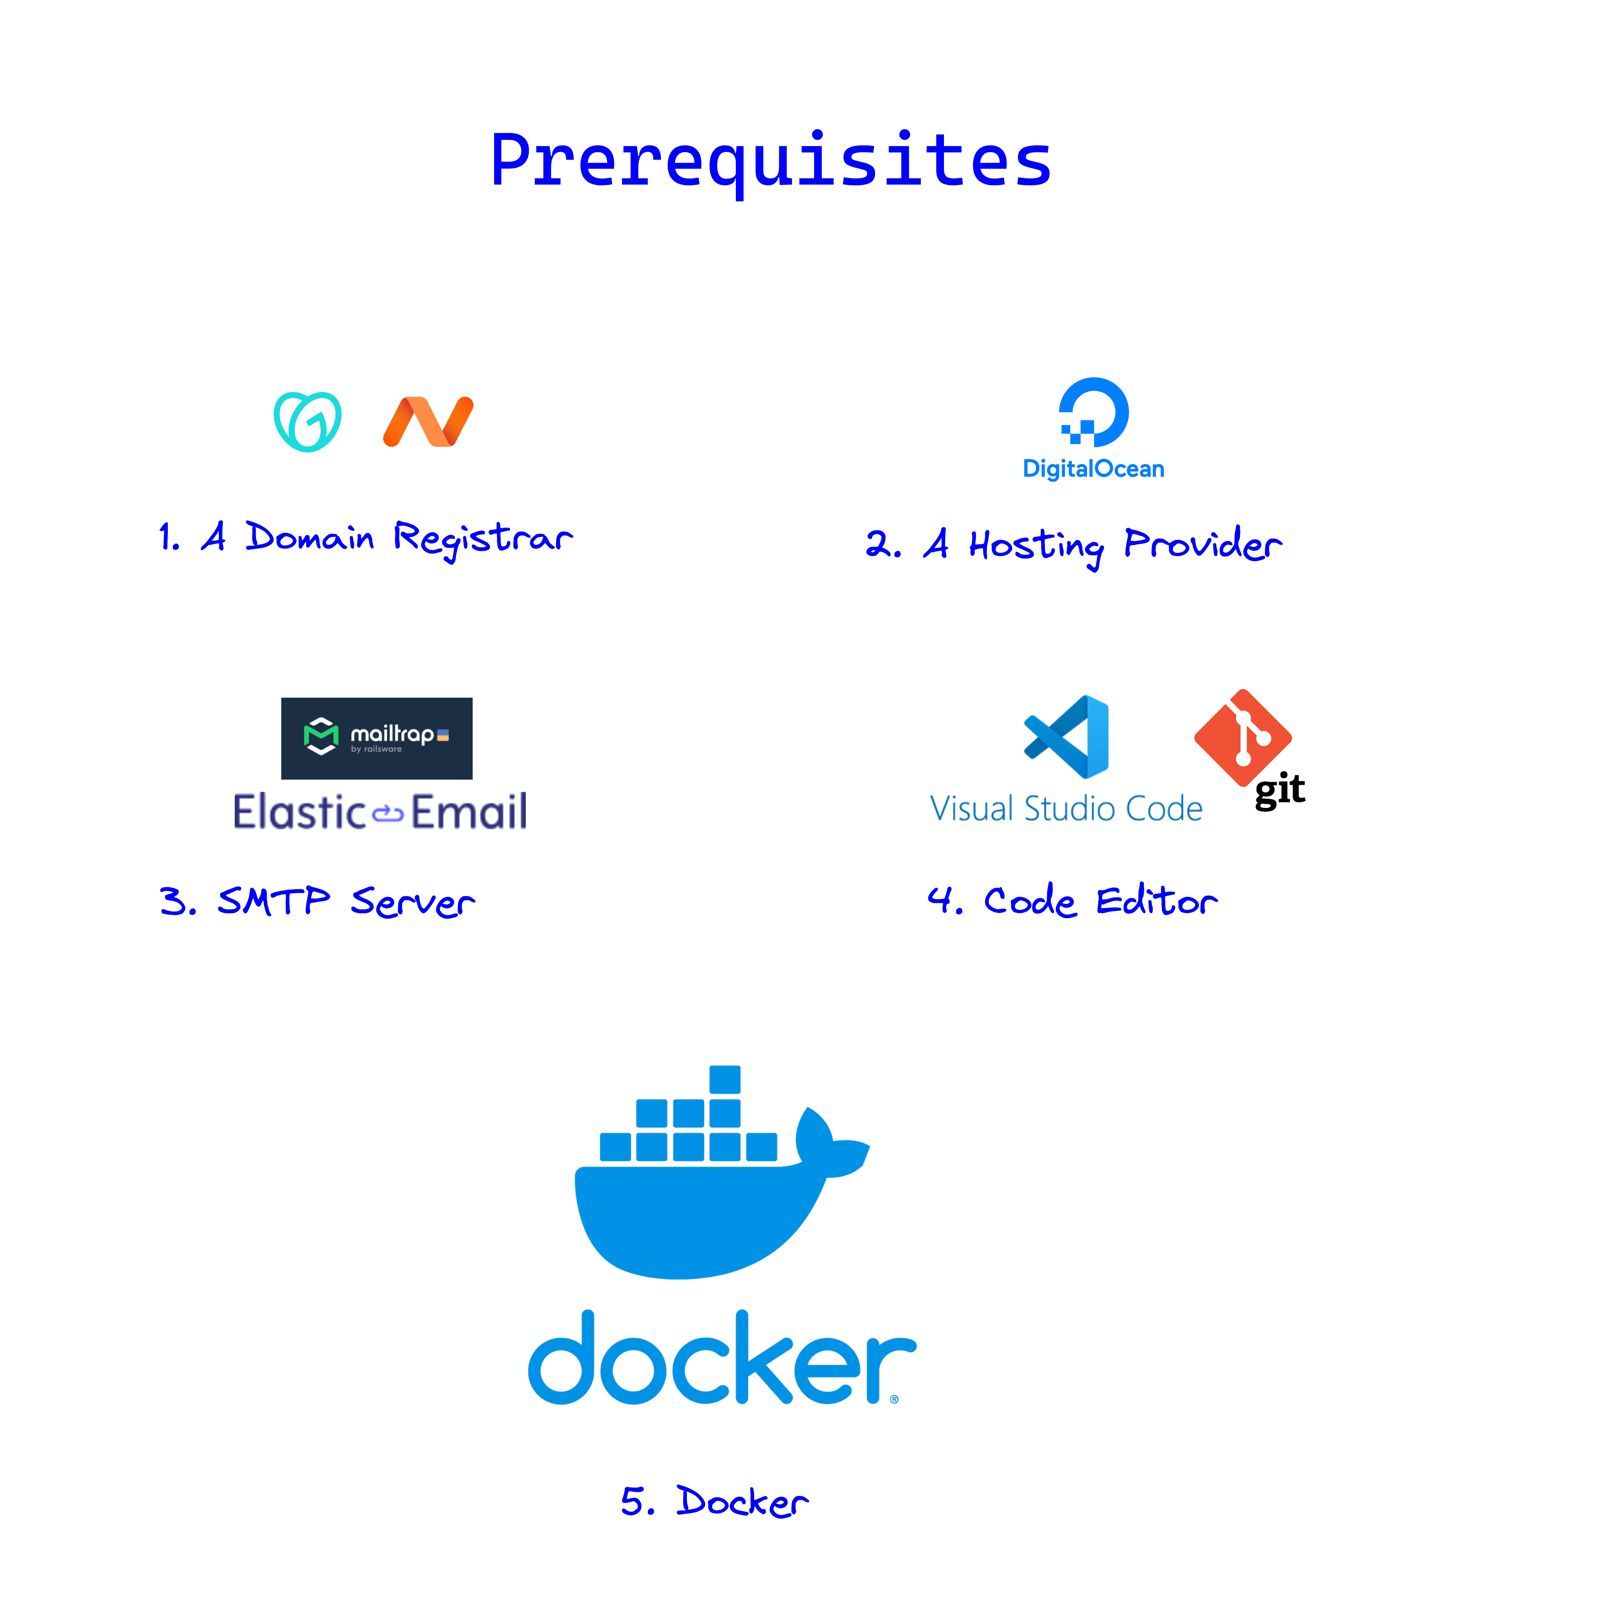 Prerequisites
DigitalOcean
1. A Domain Registrar
2. A Hosting Provider
mailtrap
by railsware
Elastic Email
Visual Studio Code
git
3. SMTP Server
4. Code Editor
docker®
5. Docker